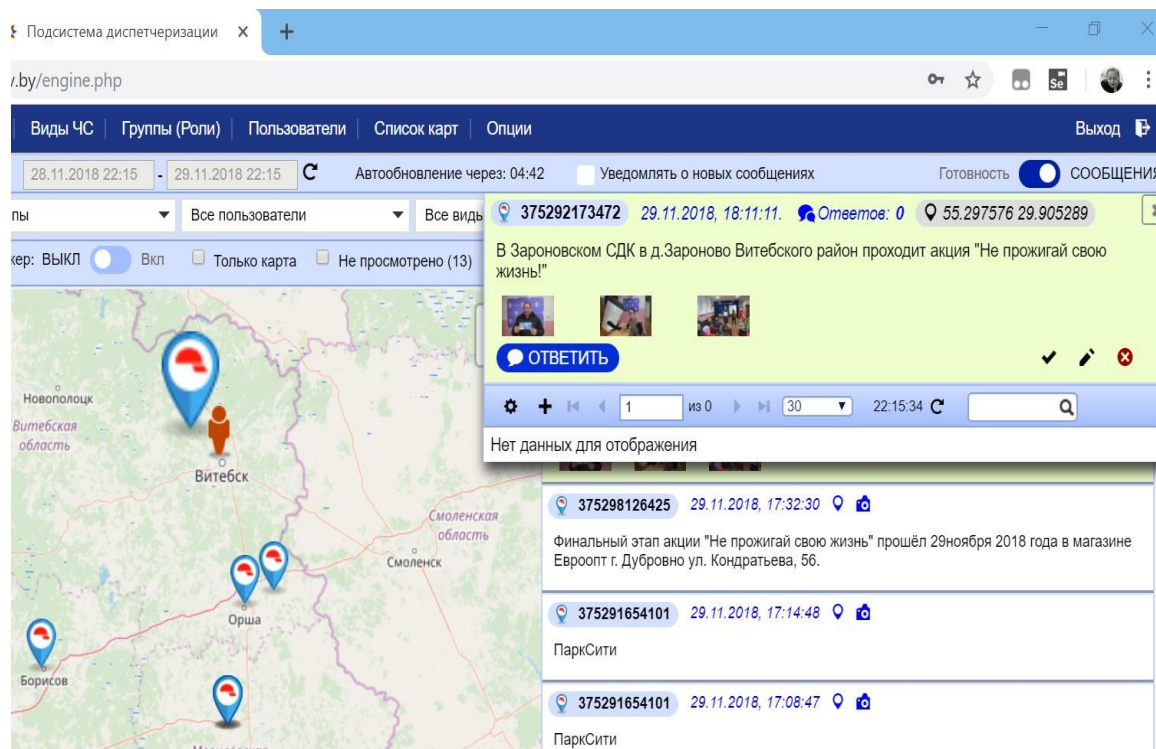 Подсистема диспетчеризации
.by/engine.php
Виды ЧС Группы (Роли) Пользователи Список карт Опции Выход
28.11.2018 22:15 - 29.11.2018 22:15 Автообновление через: 04:42 Уведомлять о новых сообщениях Готовность СООБЩЕНИЯ
Все пользователи Все виды
375292173472 29.11.2018, 18:11:11. Ответов: 0 55.297576 29.905289
ВЫКЛ Вкл Только карта Не просмотрено (13)
В Зароновском СДК в д.Зароново Витебского район проходит акция "Не прожигай свою
жизнь!"
ОТВЕТИТЬ
1 из 0 30 22:15:34
Нет данных для отображения
375298126425 29.11.2018, 17:32:30
Финальный этап акции "Не прожигай свою жизнь" прошёл 29ноября 2018 года в магазине
Евроопт г. Дубровно ул. Кондратьева, 56.
375291654101 29.11.2018, 17:14:48
ПаркСити
375291654101 29.11.2018, 17:08:47
ПаркСити
Новополоцк
Витебская
область
Витебск
Смоленская
область
Смоленск
Орша
Борисов
Se